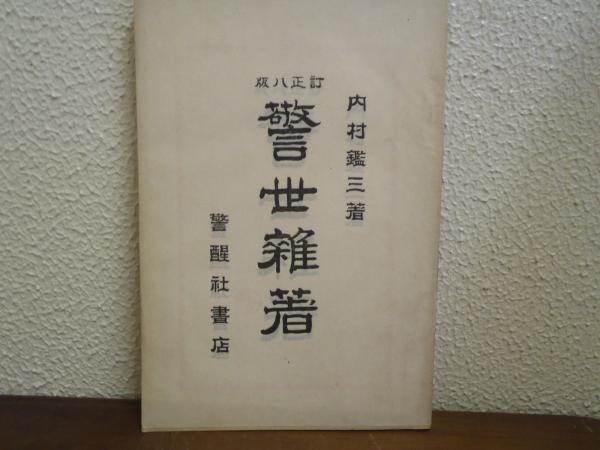 訂正八版
内村鑑三著
警世雜著
警醒社書店